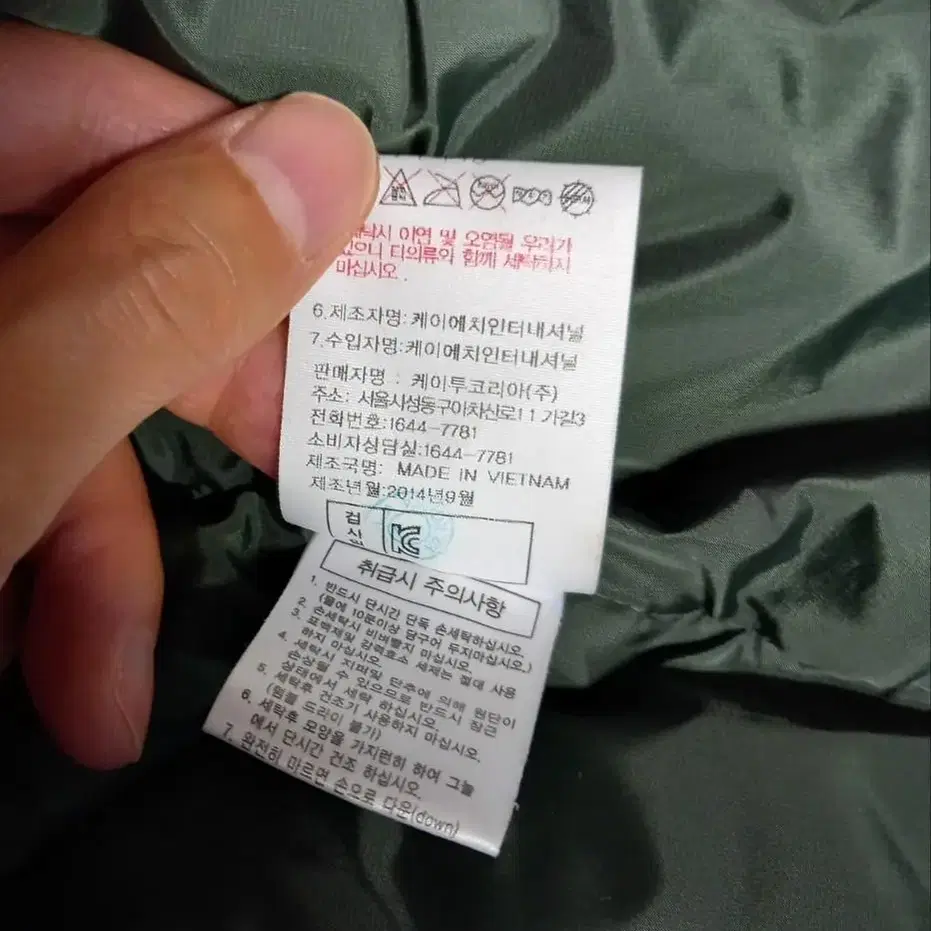 세탁시 이연 및 오염될 우려가
있으니 타의류와 함께 세탁하지
마십시오.
6.제조자명:케이에치인터내셔널
7.수입자명:케이에치인터내셔널
판매자명 : 케이투코리아(주)
주소: 서울시성동구아차산로11가길3
전화번호:1644-7781
소비자상담실:1644-7781
제조국명: MADE IN VIETNAM
제조년월:2014년9월
취급시 주의사항
1. 반드시 단시간 단독 손세탁하십시오.
(물에 10분이상 담구어 두지마십시오.)
2. 손세탁시 비벼빨지 마십시오.
3. 표백제및 강력효소 세제는 절대 사용
하지 마십시오.
4. 세탁시 지퍼및 단추에 의해 원단이
손상될 수 있으므로 반드시 잠근
상태에서 세탁 하십시오.
5. 세탁후 건조기 사용하지 마십시오.
(텀블 드라이 불가)
6. 세탁후 모양을 가지런히 하여 그늘
에서 단시간 건조 하십시오.
7. 완전히 마르면 손으로 다운(down)